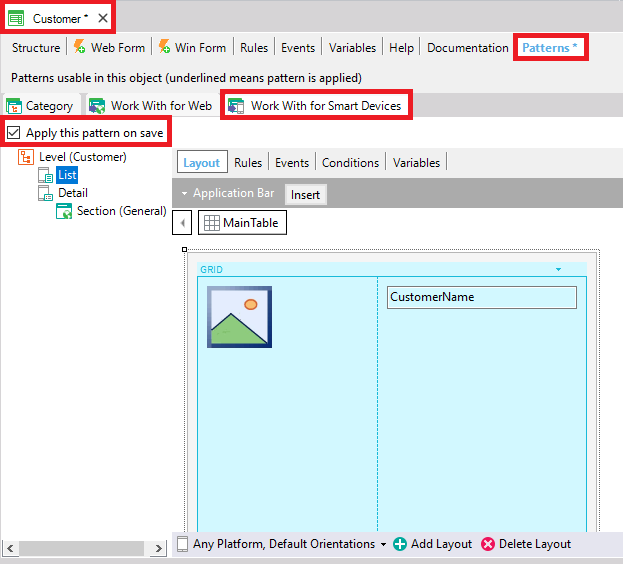 Customer *
Structure Web Form Win Form Rules Events Variables Help Documentation Patterns *
Patterns usable in this object (underlined means pattern is applied)
Category Work With for Web Work With for Smart Devices
Apply this pattern on save
Level (Customer)
List
Detail
Section (General)
Layout Rules Events Conditions Variables
Application Bar Insert
MainTable
GRID
CustomerName
Any Platform, Default Orientations Add Layout Delete Layout